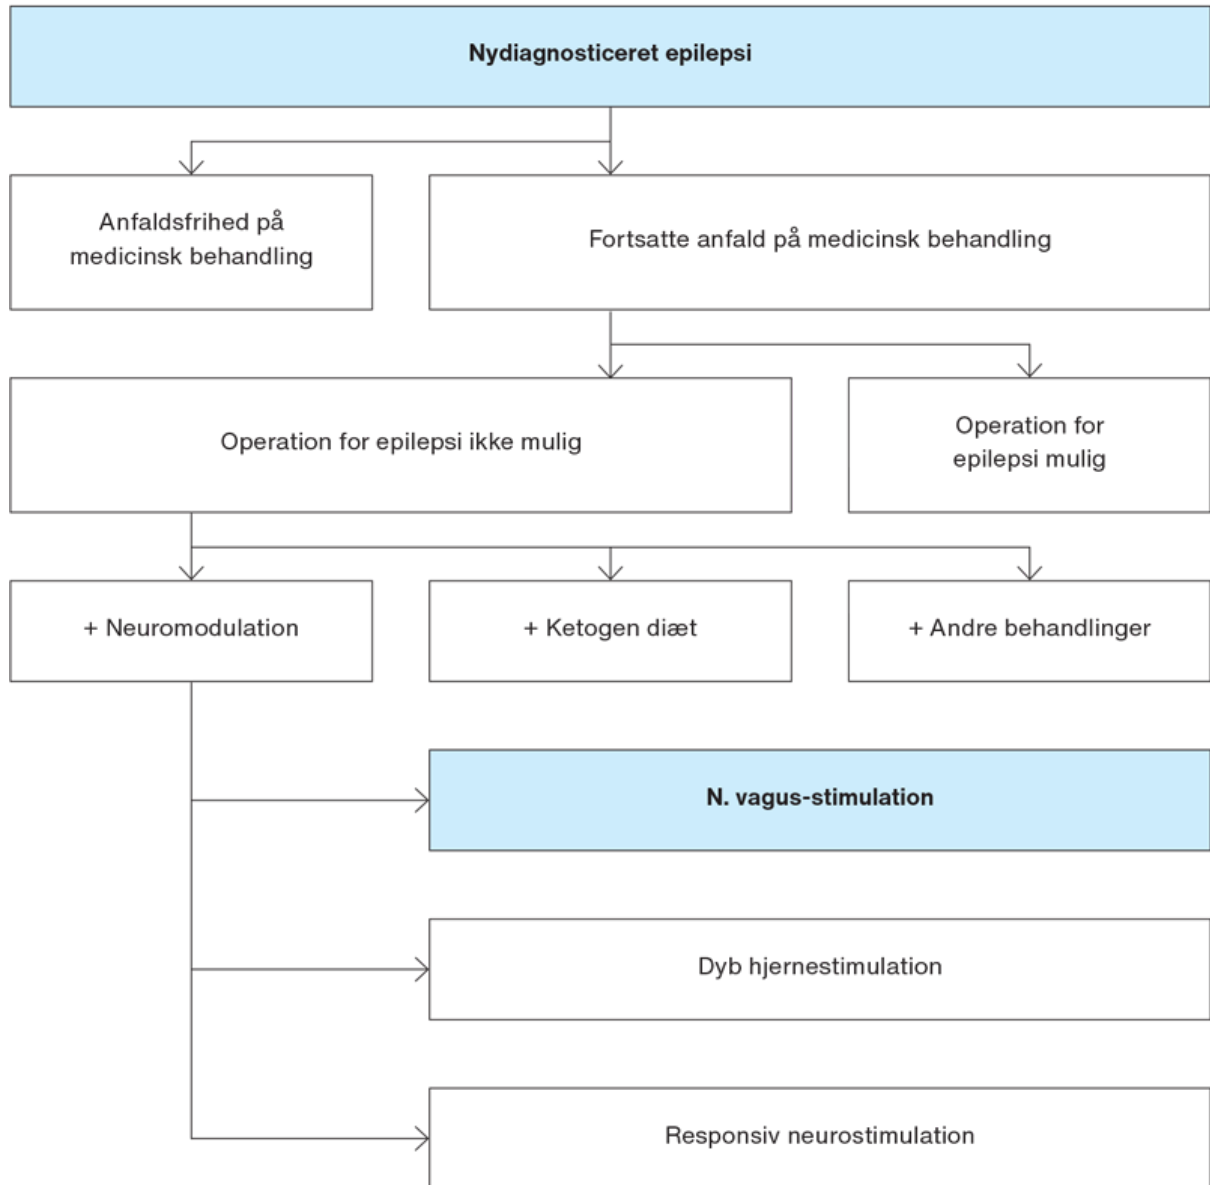 Nydiagnosticeret epilepsi
Anfaldsfrihed på
medicinsk behandling
Fortsatte anfald på medicinsk behandling
Operation for epilepsi ikke mulig
Operation for
epilepsi mulig
+ Neuromodulation
+ Ketogen diæt
+ Andre behandlinger
N. vagus-stimulation
Dyb hjernestimulation
Responsiv neurostimulation